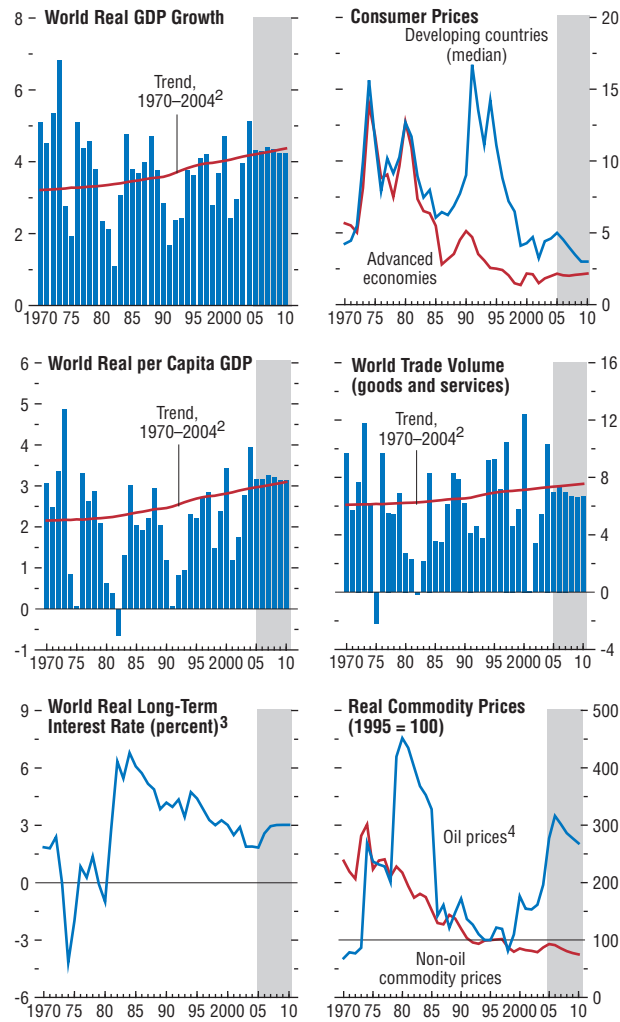 World Real GDP Growth
8
6
4
2
0
Trend,
1970–2004²
1970 75 80 85 90 95 2000 05 10
Consumer Prices
20
15
10
5
0
Developing countries
(median)
Advanced
economies
1970 75 80 85 90 95 2000 05 10
World Real per Capita GDP
6
5
4
3
2
1
0
-1
Trend,
1970–2004²
1970 75 80 85 90 95 2000 05 10
World Trade Volume
(goods and services)
16
12
8
4
0
-4
Trend,
1970–2004²
1970 75 80 85 90 95 2000 05 10
World Real Long-Term
Interest Rate (percent)³
9
6
3
0
-3
-6
1970 75 80 85 90 95 2000 05 10
Real Commodity Prices
(1995 = 100)
500
400
300
200
100
0
Oil prices⁴
Non-oil
commodity prices
1970 75 80 85 90 95 2000 05 10